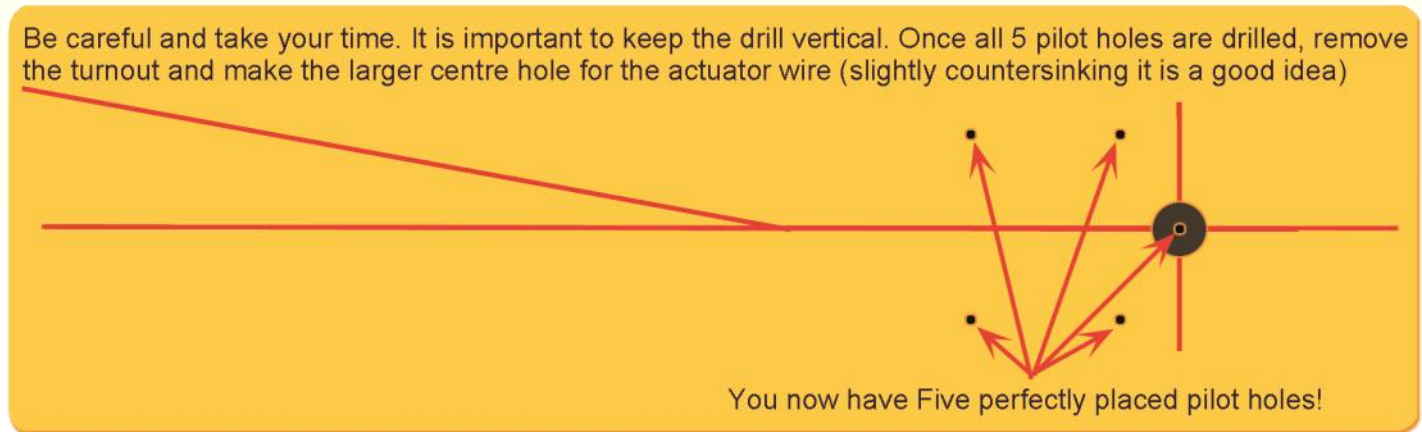 Be careful and take your time. It is important to keep the drill vertical. Once all 5 pilot holes are drilled, remove
the turnout and make the larger centre hole for the actuator wire (slightly countersinking it is a good idea)
You now have Five perfectly placed pilot holes!